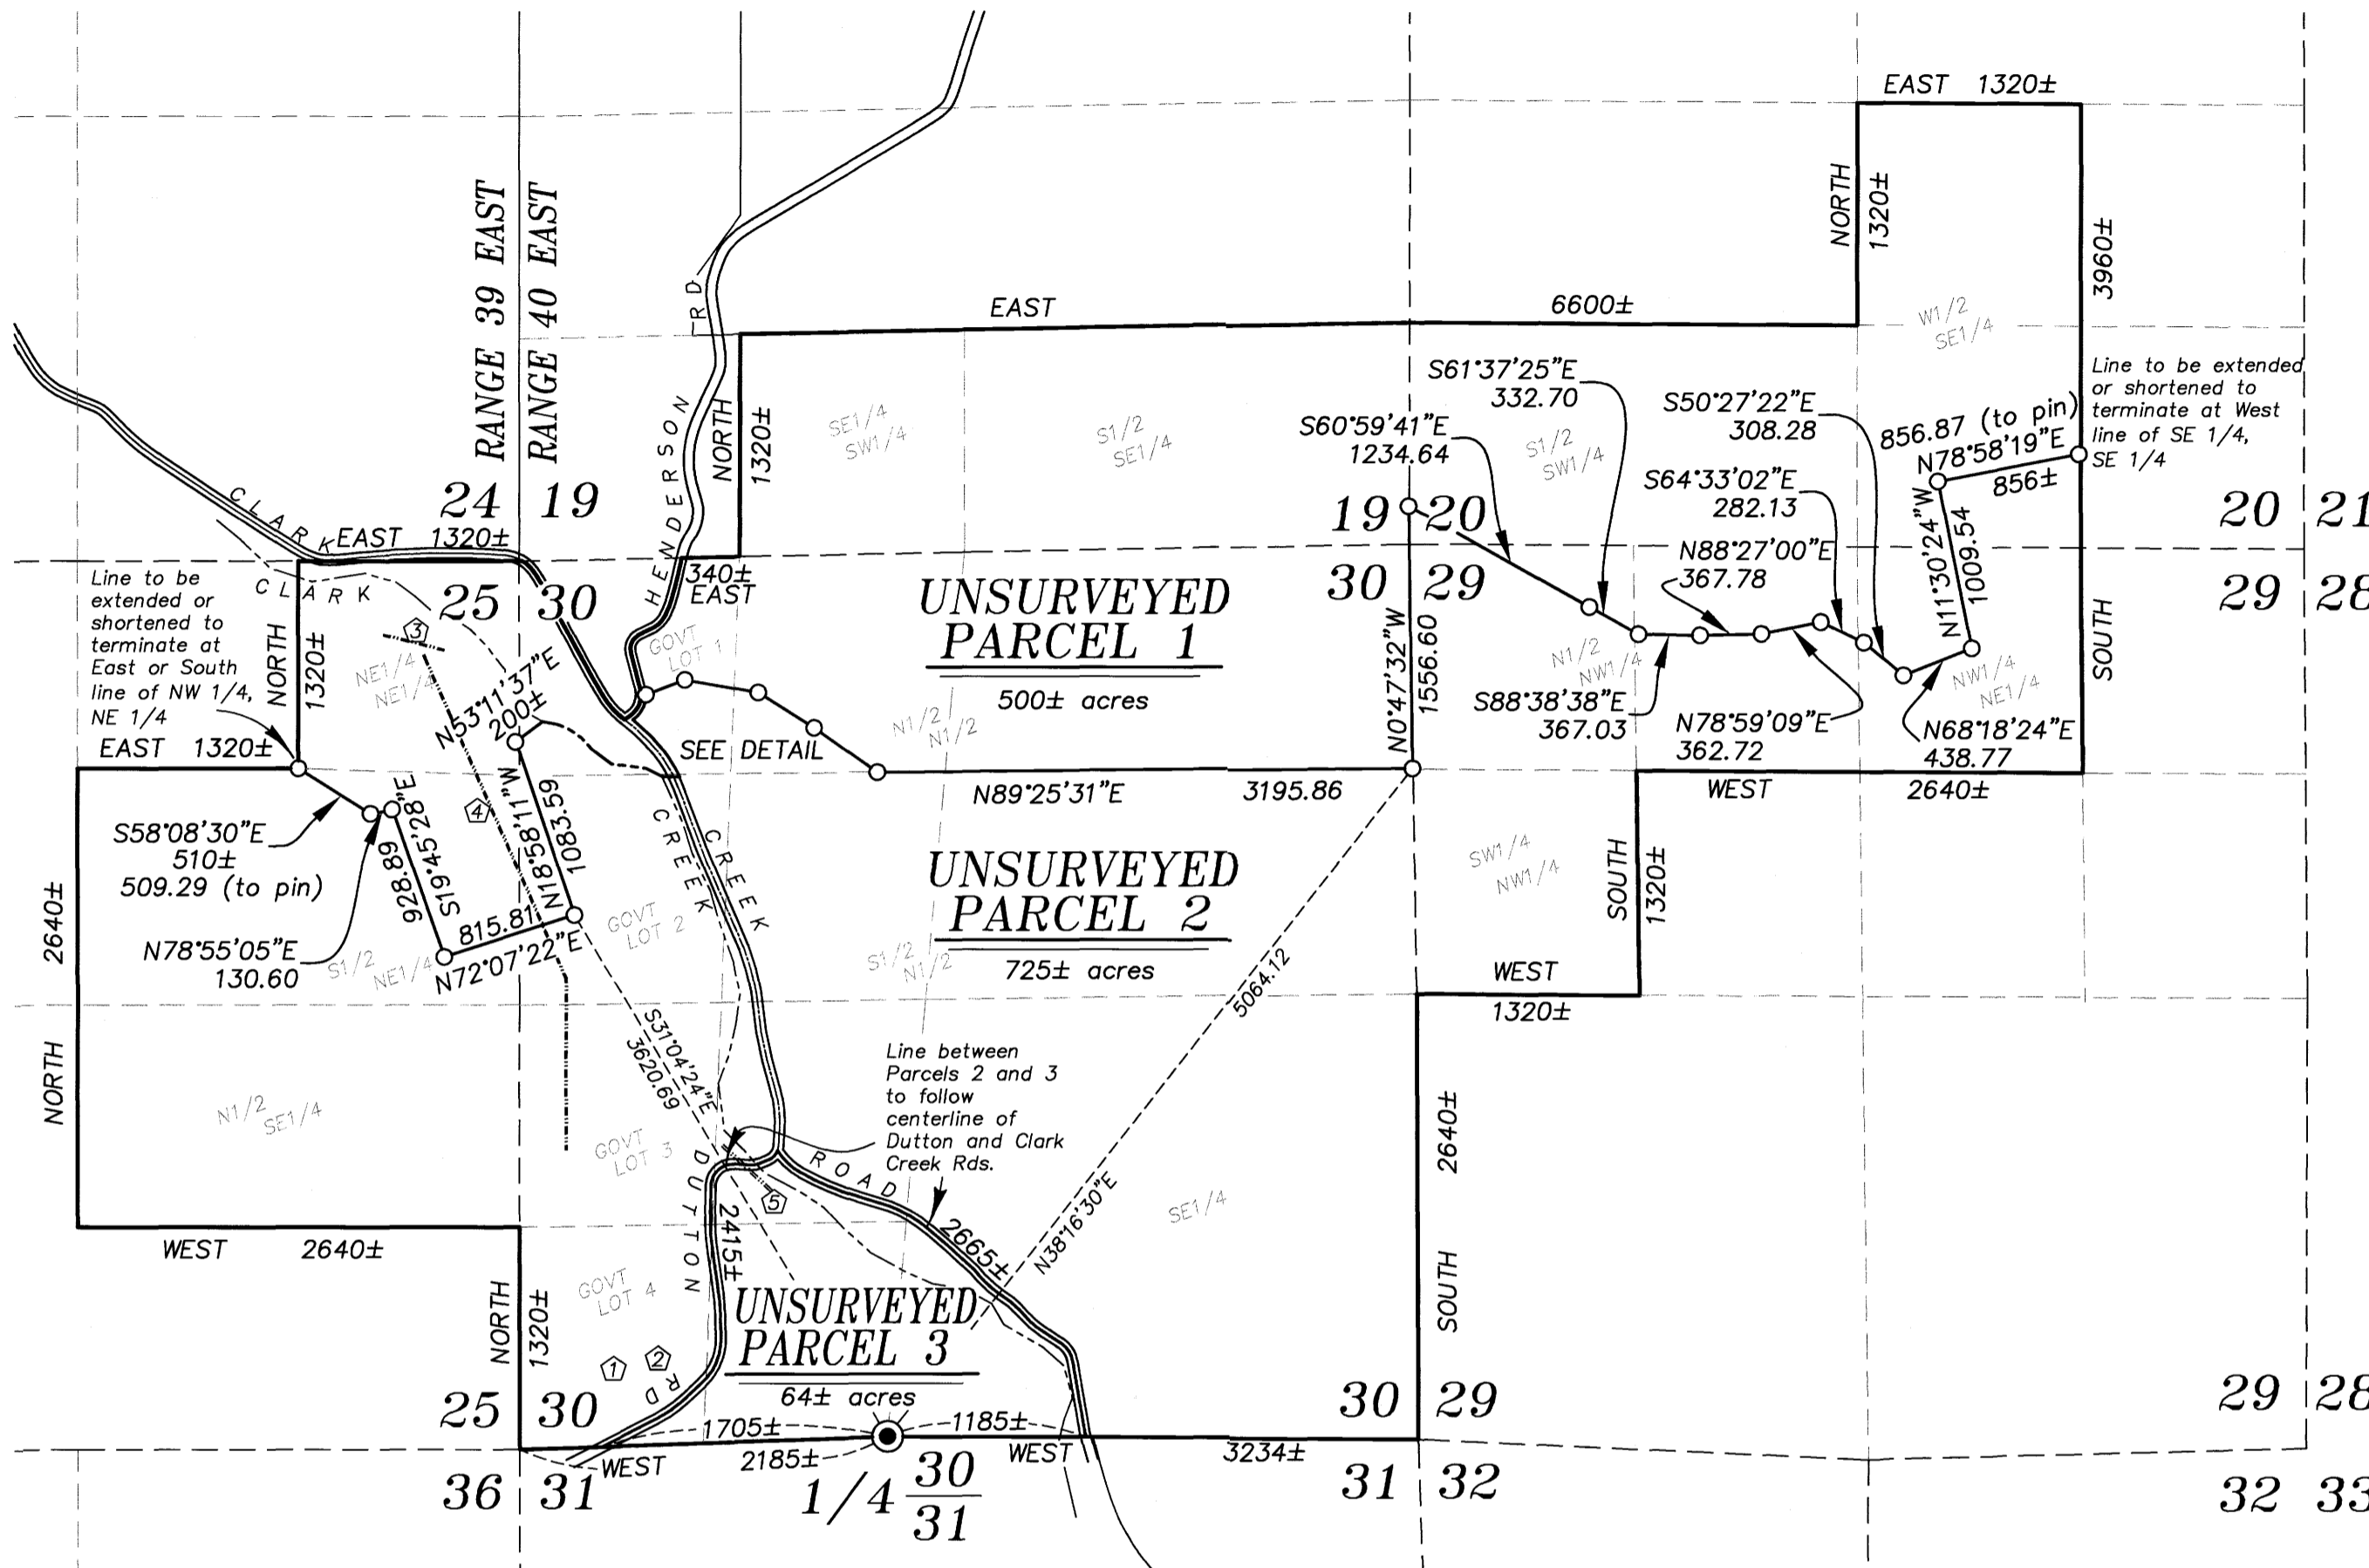 EAST 1320±
NORTH
1320±
3960±
RANGE 39 EAST
RANGE 40 EAST
RD
EAST
6600±
W1/2
SE1/4
Line to be extended
or shortened to
terminate at West
line of SE 1/4,
SE 1/4
S61°37'25"E
332.70
S50°27'22"E
308.28
856.87 (to pin)
N78°58'19"E
856±
S60°59'41"E
1234.64
S1/2
SW1/4
SE1/4
SW1/4
S1/2
SE1/4
NORTH
1320±
HENDERSON
S64°33'02"E
282.13
N11°30'24"W
1009.54
24 19
19 20
20 21
CLARK
EAST 1320±
N88°27'00"E
367.78
340±
EAST
Line to be
extended or
shortened to
terminate at
East or South
line of NW 1/4,
NE 1/4
CLARK
25 30
UNSURVEYED
PARCEL 1
500± acres
30 29
29 28
NORTH
1320±
3
NE1/4
NE1/4
GOVT
LOT 1
N0°47'32"W
1556.60
N1/2
NW1/4
NW1/4
NE1/4
SOUTH
N53°11'37"E
200±
N1/2
N1/2
S88°38'38"E
367.03
N78°59'09"E
362.72
N68°18'24"E
438.77
EAST 1320±
SEE DETAIL
N89°25'31"E 3195.86
WEST 2640±
S58°08'30"E
510±
509.29 (to pin)
928.89
S19°45'28"E
4
N18°58'11"W
1083.59
CREEK
CREEK
UNSURVEYED
PARCEL 2
725± acres
SW1/4
NW1/4
SOUTH
1320±
2640±
N78°55'05"E
130.60
815.81
N72°07'22"E
S1/2
NE1/4
GOVT
LOT 2
S1/2
N1/2
5064.12
WEST
1320±
NORTH
S31°04'24"E
3620.69
Line between
Parcels 2 and 3
to follow
centerline of
Dutton and Clark
Creek Rds.
N1/2
SE1/4
GOVT
LOT 3
DUTTON
ROAD
5
2640±
SE1/4
N38°16'30"E
2415±
2665±
WEST 2640±
SOUTH
GOVT
LOT 4
NORTH
1320±
UNSURVEYED
PARCEL 3
64± acres
1 2
RD
25 30
30 29
29 28
1705±
1185±
WEST
2185±
WEST
3234±
36 31
1/4 30
31
31 32
32 33